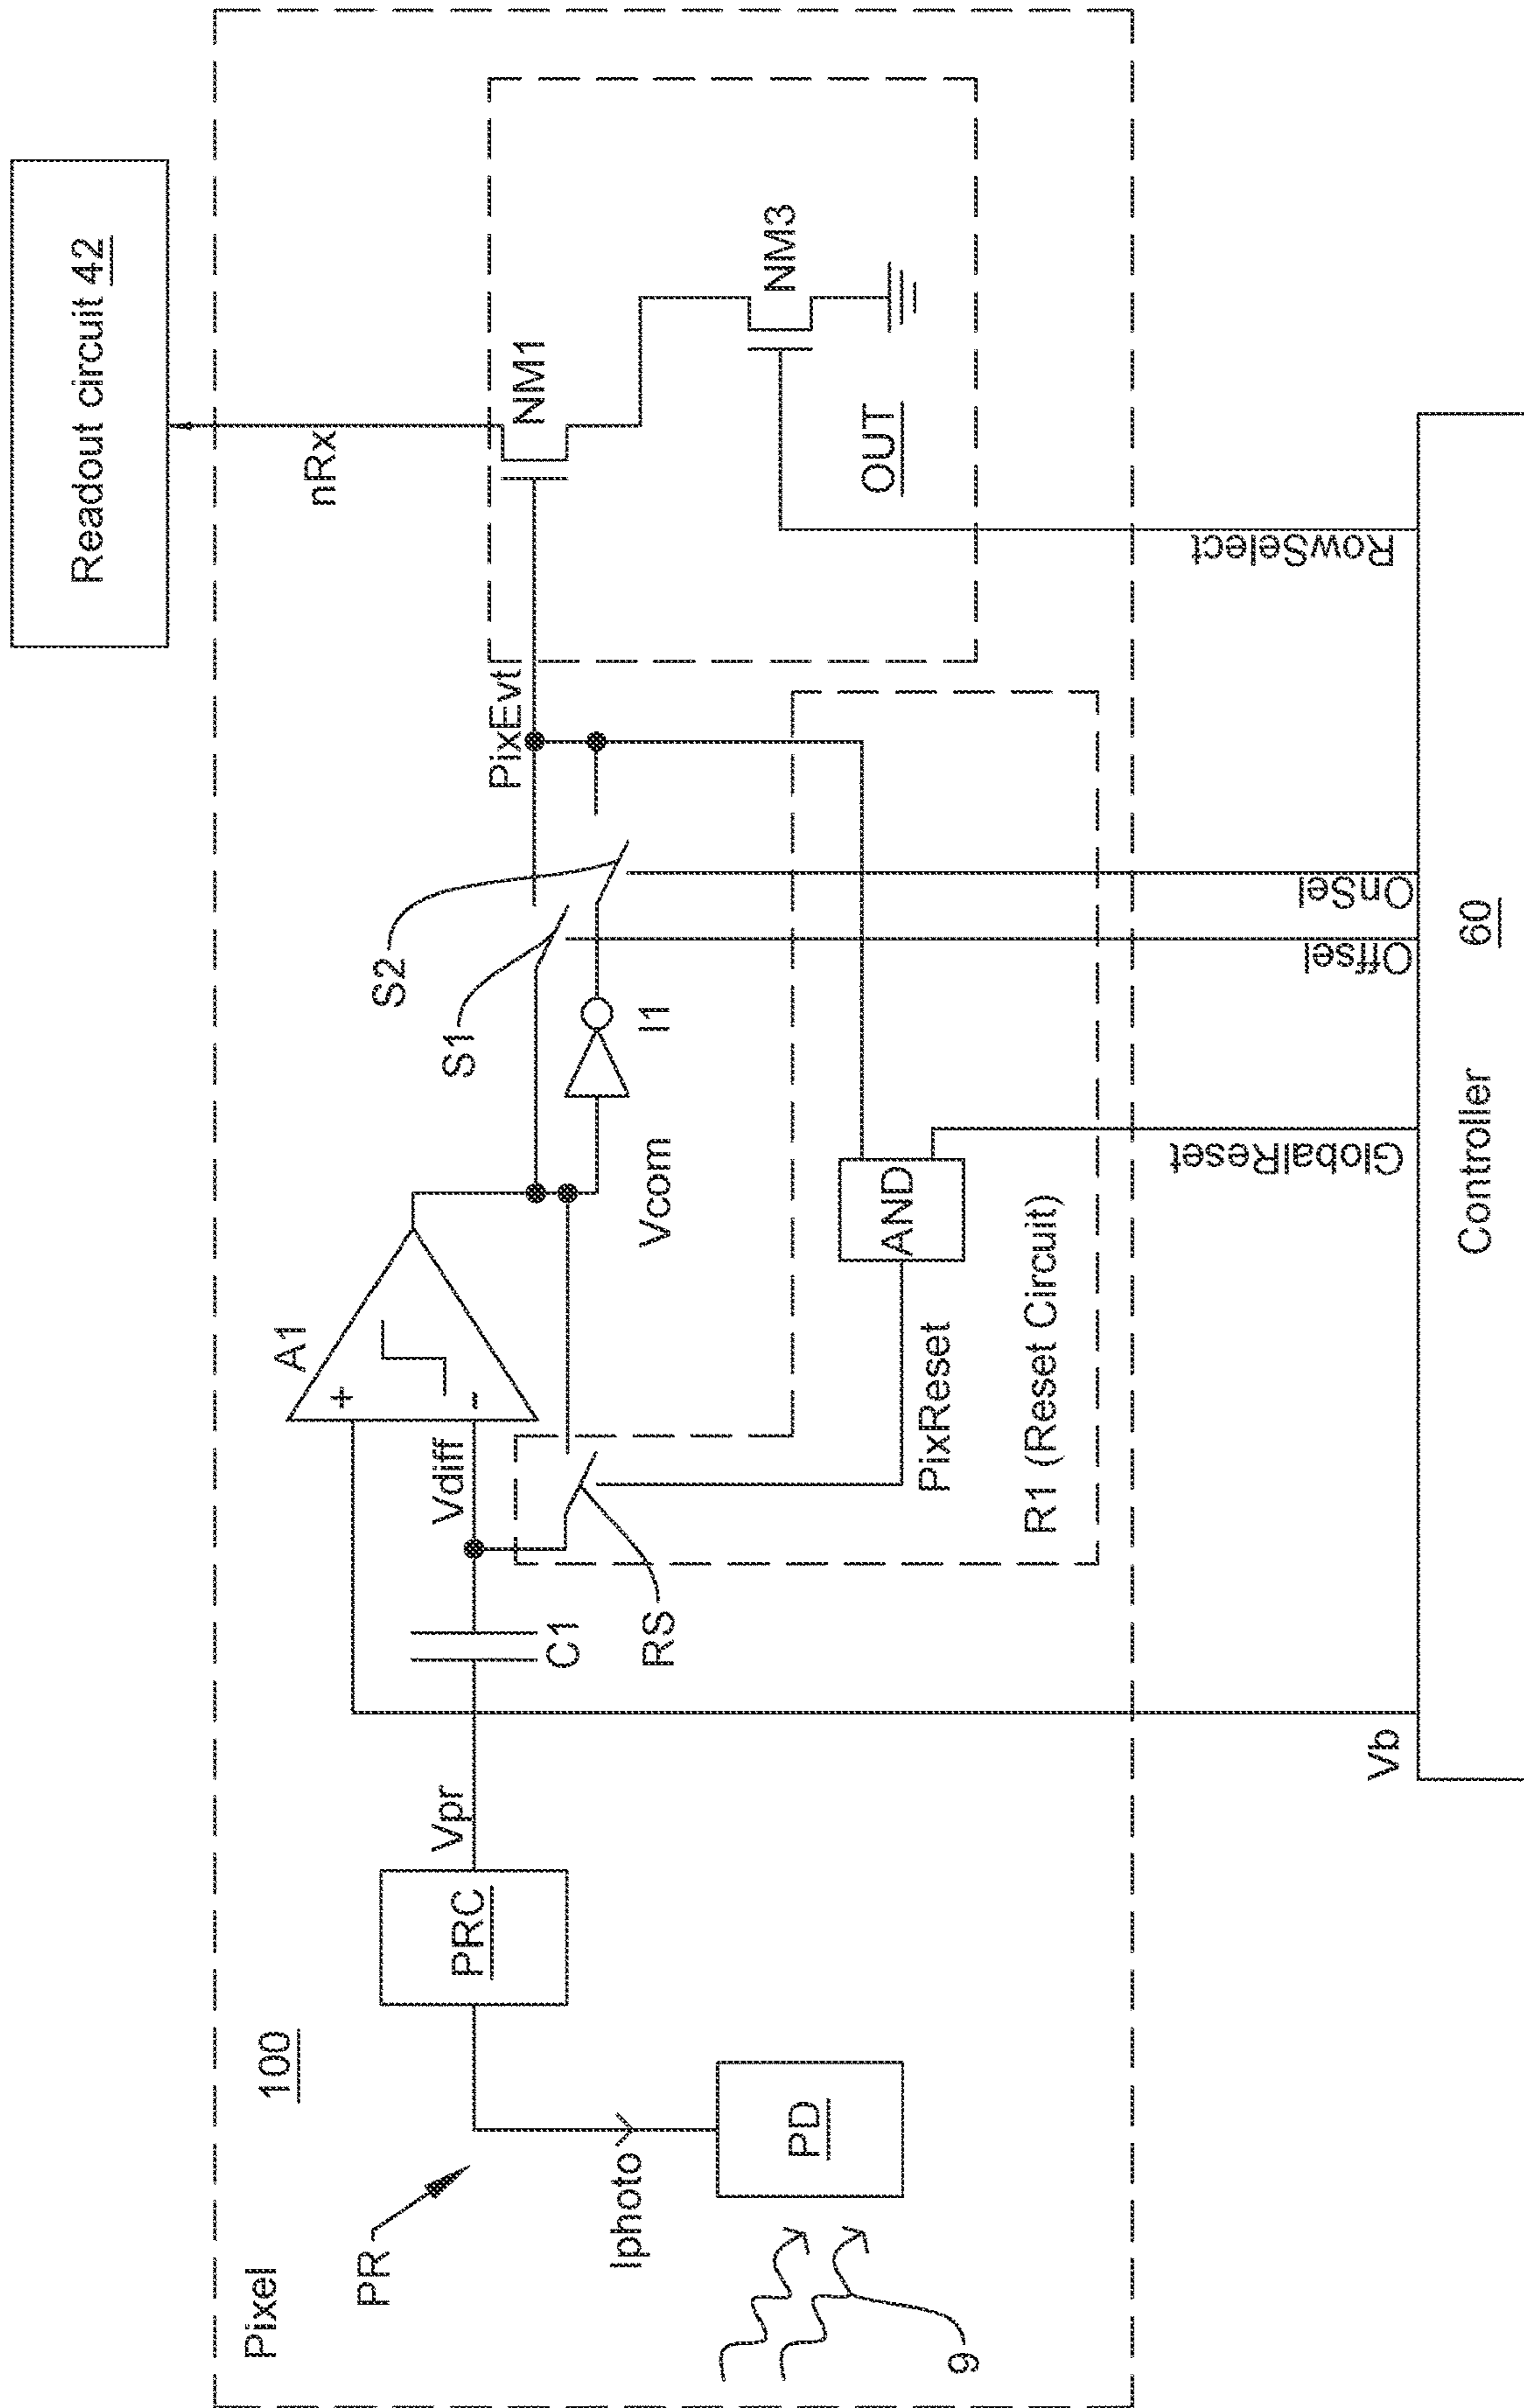 Pixel
100
PR
Iphoto
PD
9
PRC
Vpr
C1
RS
Vdiff
A1
+
-
Vcom
I1
S1
S2
PixEvt
PixReset
AND
R1 (Reset Circuit)
nRx
NM1
NM3
OUT
Readout circuit 42
Vb
GlobalReset
Offsel
OnSel
RowSelect
Controller
60